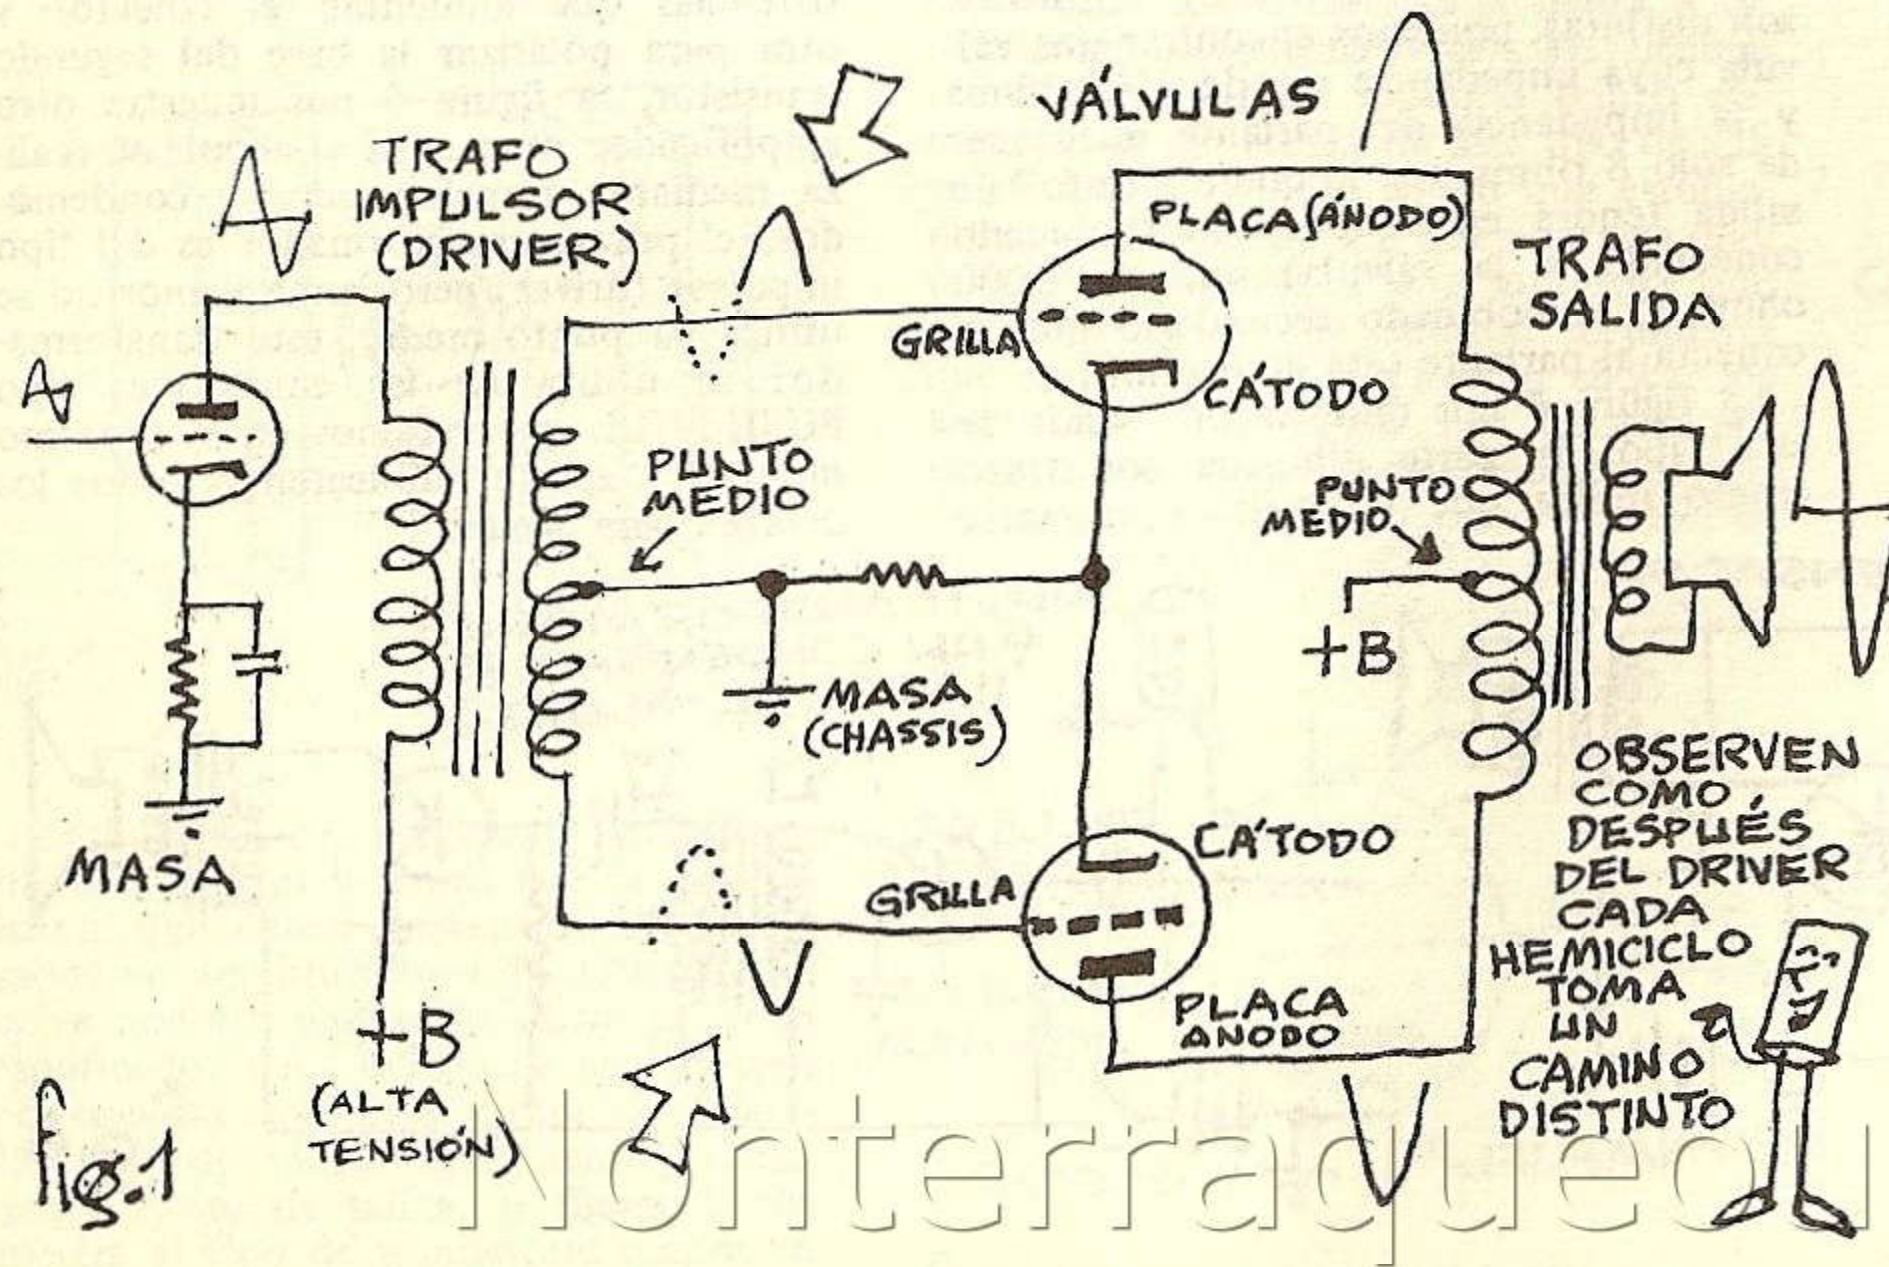 VÁLVULAS
TRAFO
IMPULSOR
(DRIVER)
PLACA (ÁNODO)
TRAFO
SALIDA
GRILLA
CÁTODO
PUNTO
MEDIO
PUNTO
MEDIO
+B
MASA
(CHASSIS)
MASA
CÁTODO
GRILLA
PLACA
ANODO
OBSERVEN
COMO
DESPUÉS
DEL DRIVER
CADA
HEMICICLO
TOMA
UN
CAMINO
DISTINTO
+B
(ALTA
TENSIÓN)
fig.1
Nonterraqueou